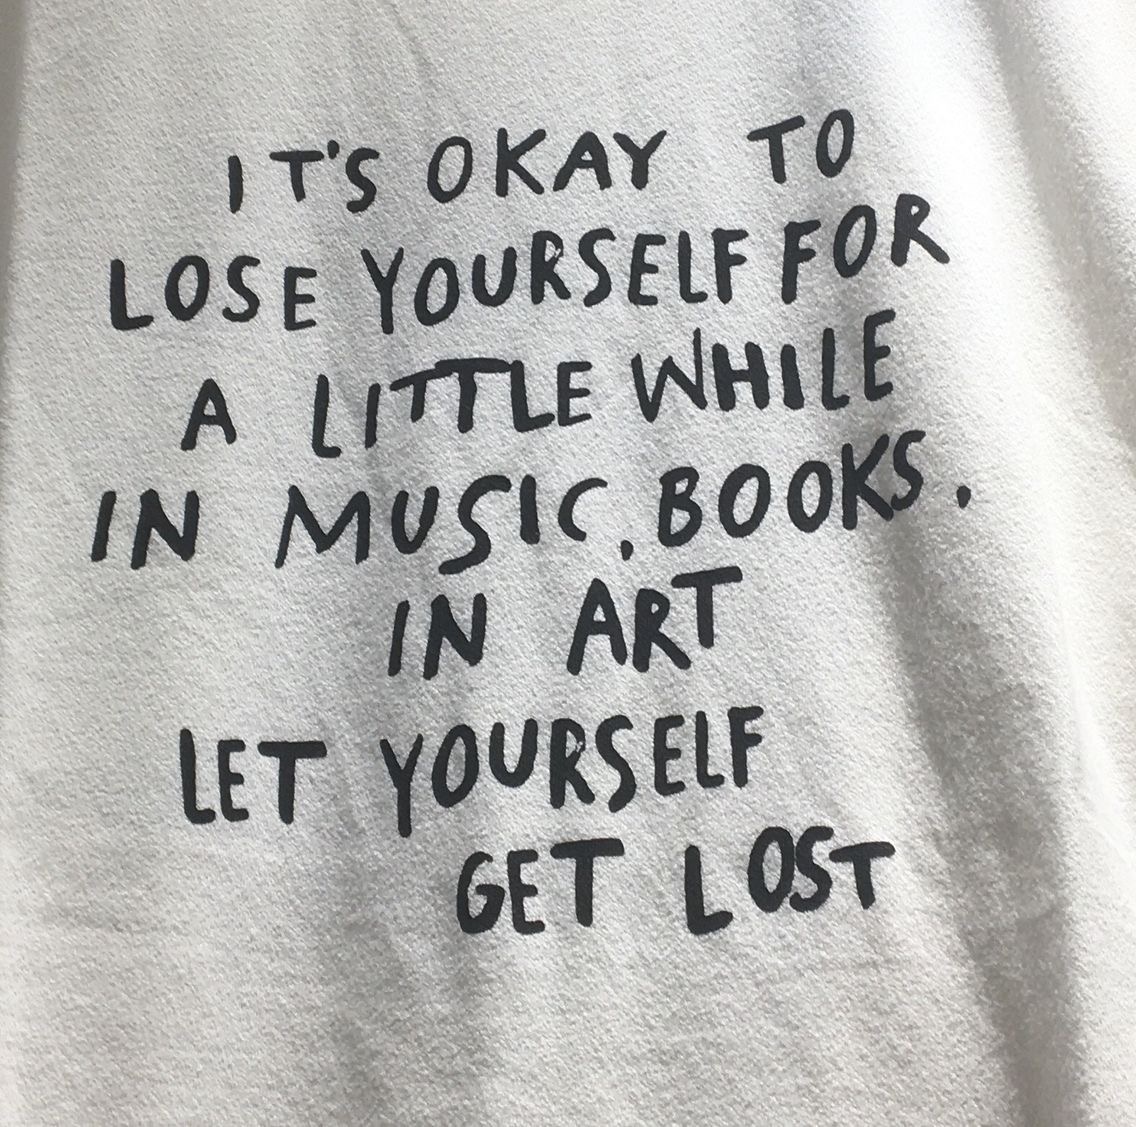 IT'S OKAY TO
LOSE YOURSELF FOR
A LITTLE WHILE
IN MUSIC, BOOKS,
IN ART
LET YOURSELF
GET LOST